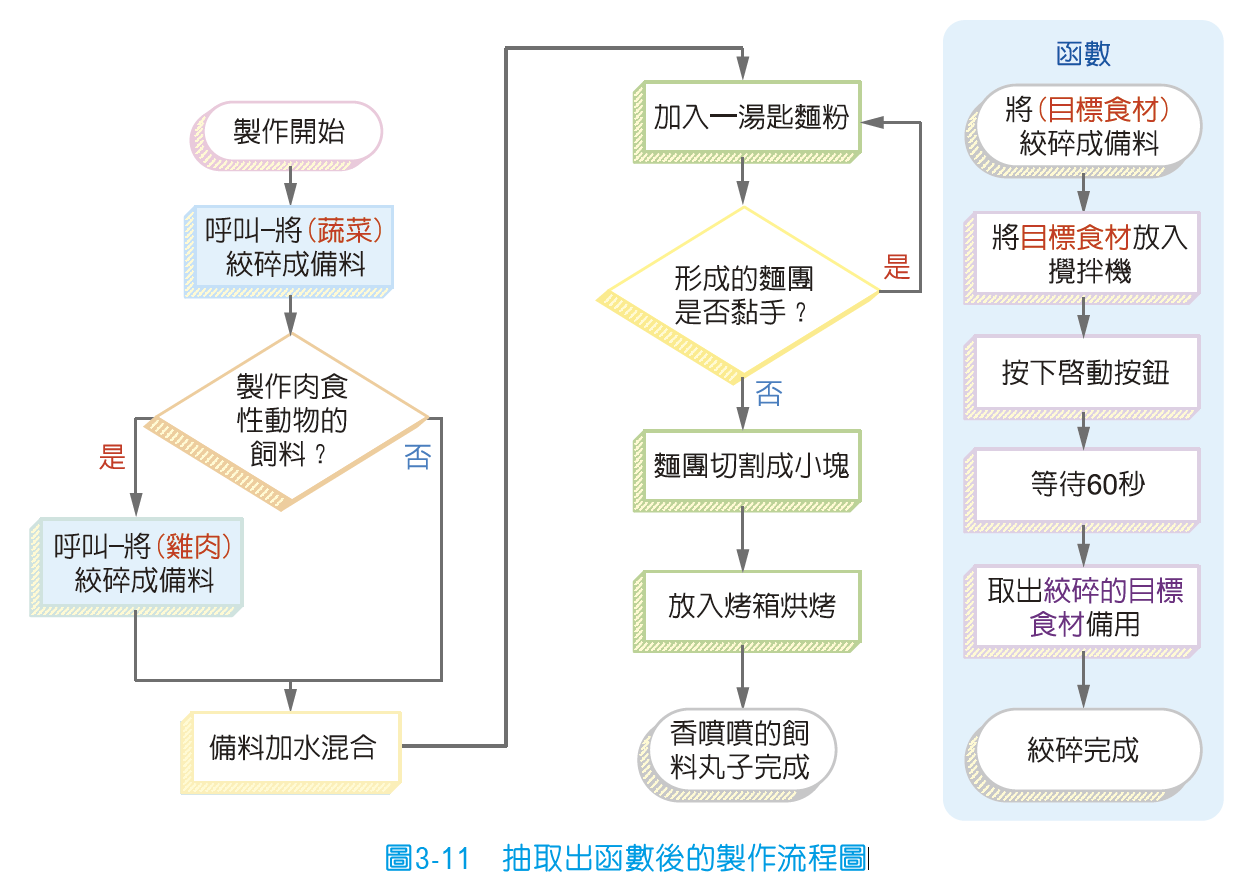 製作開始
呼叫–將(蔬菜)
絞碎成備料
製作肉食
性動物的
飼料？
是
否
呼叫–將(雞肉)
絞碎成備料
備料加水混合
加入一湯匙麵粉
形成的麵團
是否黏手？
是
否
麵團切割成小塊
放入烤箱烘烤
香噴噴的飼
料丸子完成
函數
將(目標食材)
絞碎成備料
將目標食材放入
攪拌機
按下啓動按鈕
等待60秒
取出絞碎的目標
食材備用
絞碎完成
圖3-11　抽取出函數後的製作流程圖